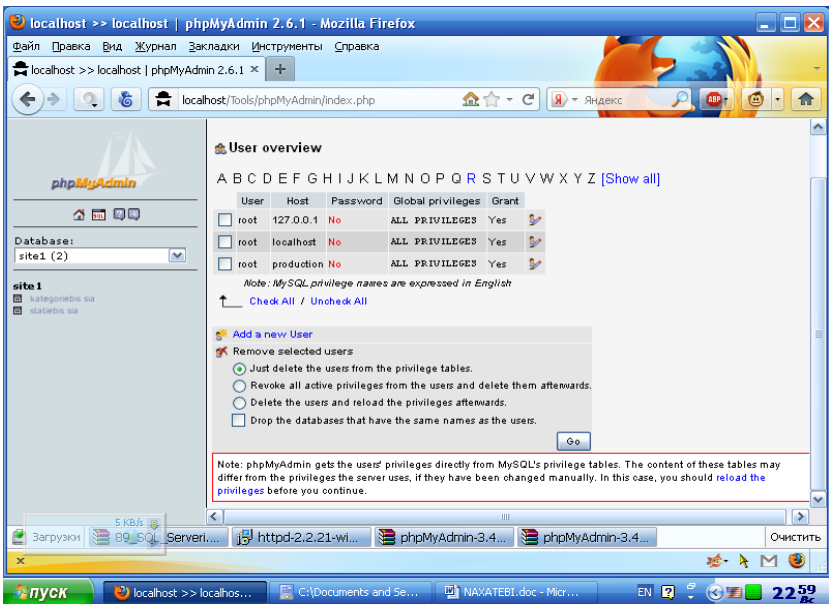 localhost >> localhost | phpMyAdmin 2.6.1 - Mozilla Firefox
Файл Правка Вид Журнал Закладки Инструменты Справка
localhost >> localhost | phpMyAdmin 2.6.1 × +
localhost/Tools/phpMyAdmin/index.php Я Яндекс ABP
phpMyAdmin
SQL
Database:
site1 (2)
site1
kategoriebis sia
statiebis sia
User overview
A B C D E F G H I J K L M N O P Q R S T U V W X Y Z [Show all]
User Host Password Global privileges Grant
root 127.0.0.1 No ALL PRIVILEGES Yes
root localhost No ALL PRIVILEGES Yes
root production No ALL PRIVILEGES Yes
Note: MySQL privilege names are expressed in English
Check All / Uncheck All
Add a new User
Remove selected users
Just delete the users from the privilege tables.
Revoke all active privileges from the users and delete them afterwards.
Delete the users and reload the privileges afterwards.
Drop the databases that have the same names as the users.
Go
Note: phpMyAdmin gets the users' privileges directly from MySQL's privilege tables. The content of these tables may
differ from the privileges the server uses, if they have been changed manually. In this case, you should reload the
privileges before you continue.
5 KB/s
Загрузки 89_SQL_Serveri.... httpd-2.2.21-wi... phpMyAdmin-3.4... phpMyAdmin-3.4... Очистить
×
пуск localhost >> localhos... C:\Documents and Se... NAXATEBI.doc - Micr... EN 22 59 Вс